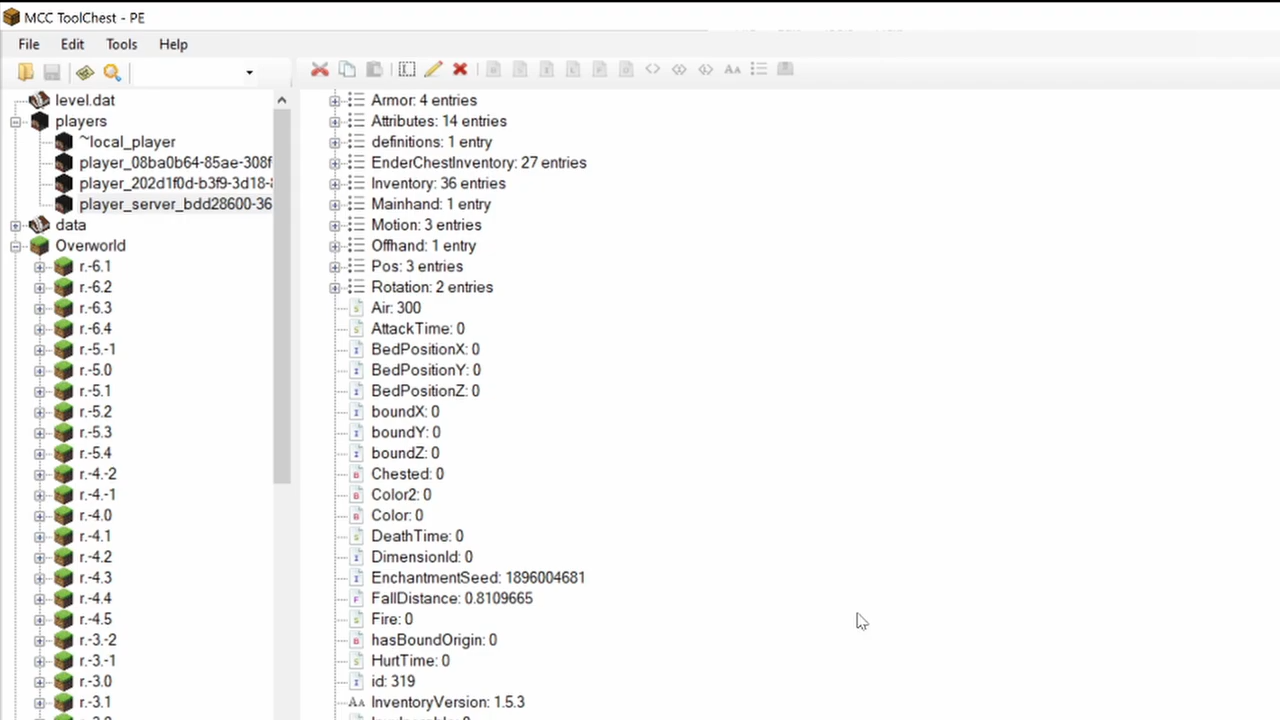 MCC ToolChest - PE
File Edit Tools Help
level.dat
players
~local_player
player_08ba0b64-85ae-308f
player_202d1f0d-b3f9-3d18-
player_server_bdd28600-36
data
Overworld
r.-6.1
r.-6.2
r.-6.3
r.-6.4
r.-5.-1
r.-5.0
r.-5.1
r.-5.2
r.-5.3
r.-5.4
r.-4.-2
r.-4.-1
r.-4.0
r.-4.1
r.-4.2
r.-4.3
r.-4.4
r.-4.5
r.-3.-2
r.-3.-1
r.-3.0
r.-3.1
Armor: 4 entries
Attributes: 14 entries
definitions: 1 entry
EnderChestInventory: 27 entries
Inventory: 36 entries
Mainhand: 1 entry
Motion: 3 entries
Offhand: 1 entry
Pos: 3 entries
Rotation: 2 entries
Air: 300
AttackTime: 0
BedPositionX: 0
BedPositionY: 0
BedPositionZ: 0
boundX: 0
boundY: 0
boundZ: 0
Chested: 0
Color2: 0
Color: 0
DeathTime: 0
DimensionId: 0
EnchantmentSeed: 1896004681
FallDistance: 0.8109665
Fire: 0
hasBoundOrigin: 0
HurtTime: 0
id: 319
InventoryVersion: 1.5.3